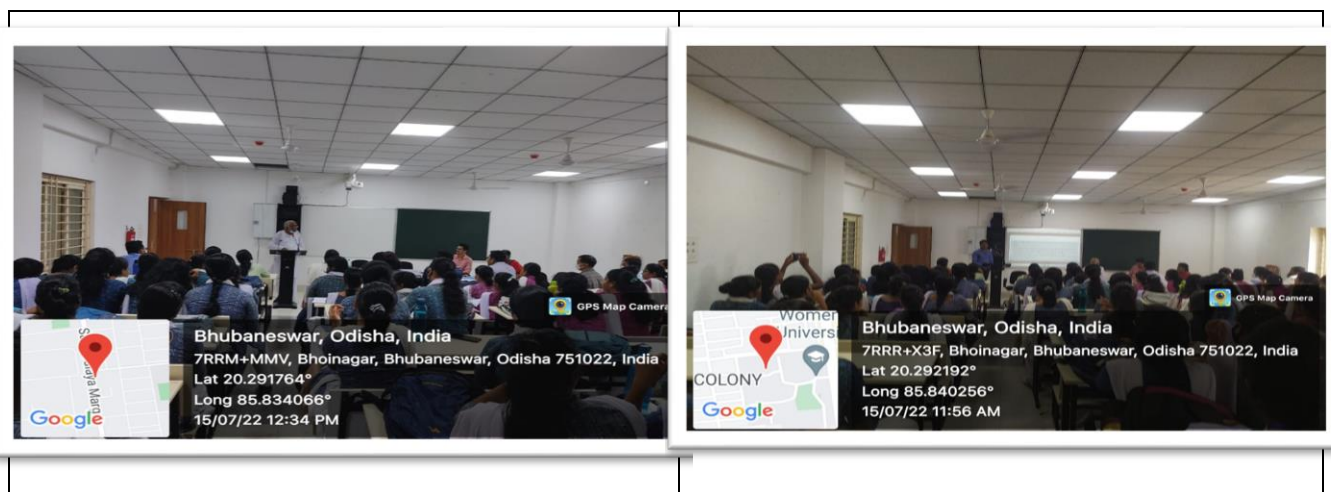 GPS Map Camera
Bhubaneswar, Odisha, India
7RRM+MMV, Bhoinagar, Bhubaneswar, Odisha 751022, India
Lat 20.291764°
Long 85.834066°
15/07/22 12:34 PM
Google
GPS Map Camera
Women
Universi
COLONY
Google
Bhubaneswar, Odisha, India
7RRR+X3F, Bhoinagar, Bhubaneswar, Odisha 751022, India
Lat 20.292192°
Long 85.840256°
15/07/22 11:56 AM